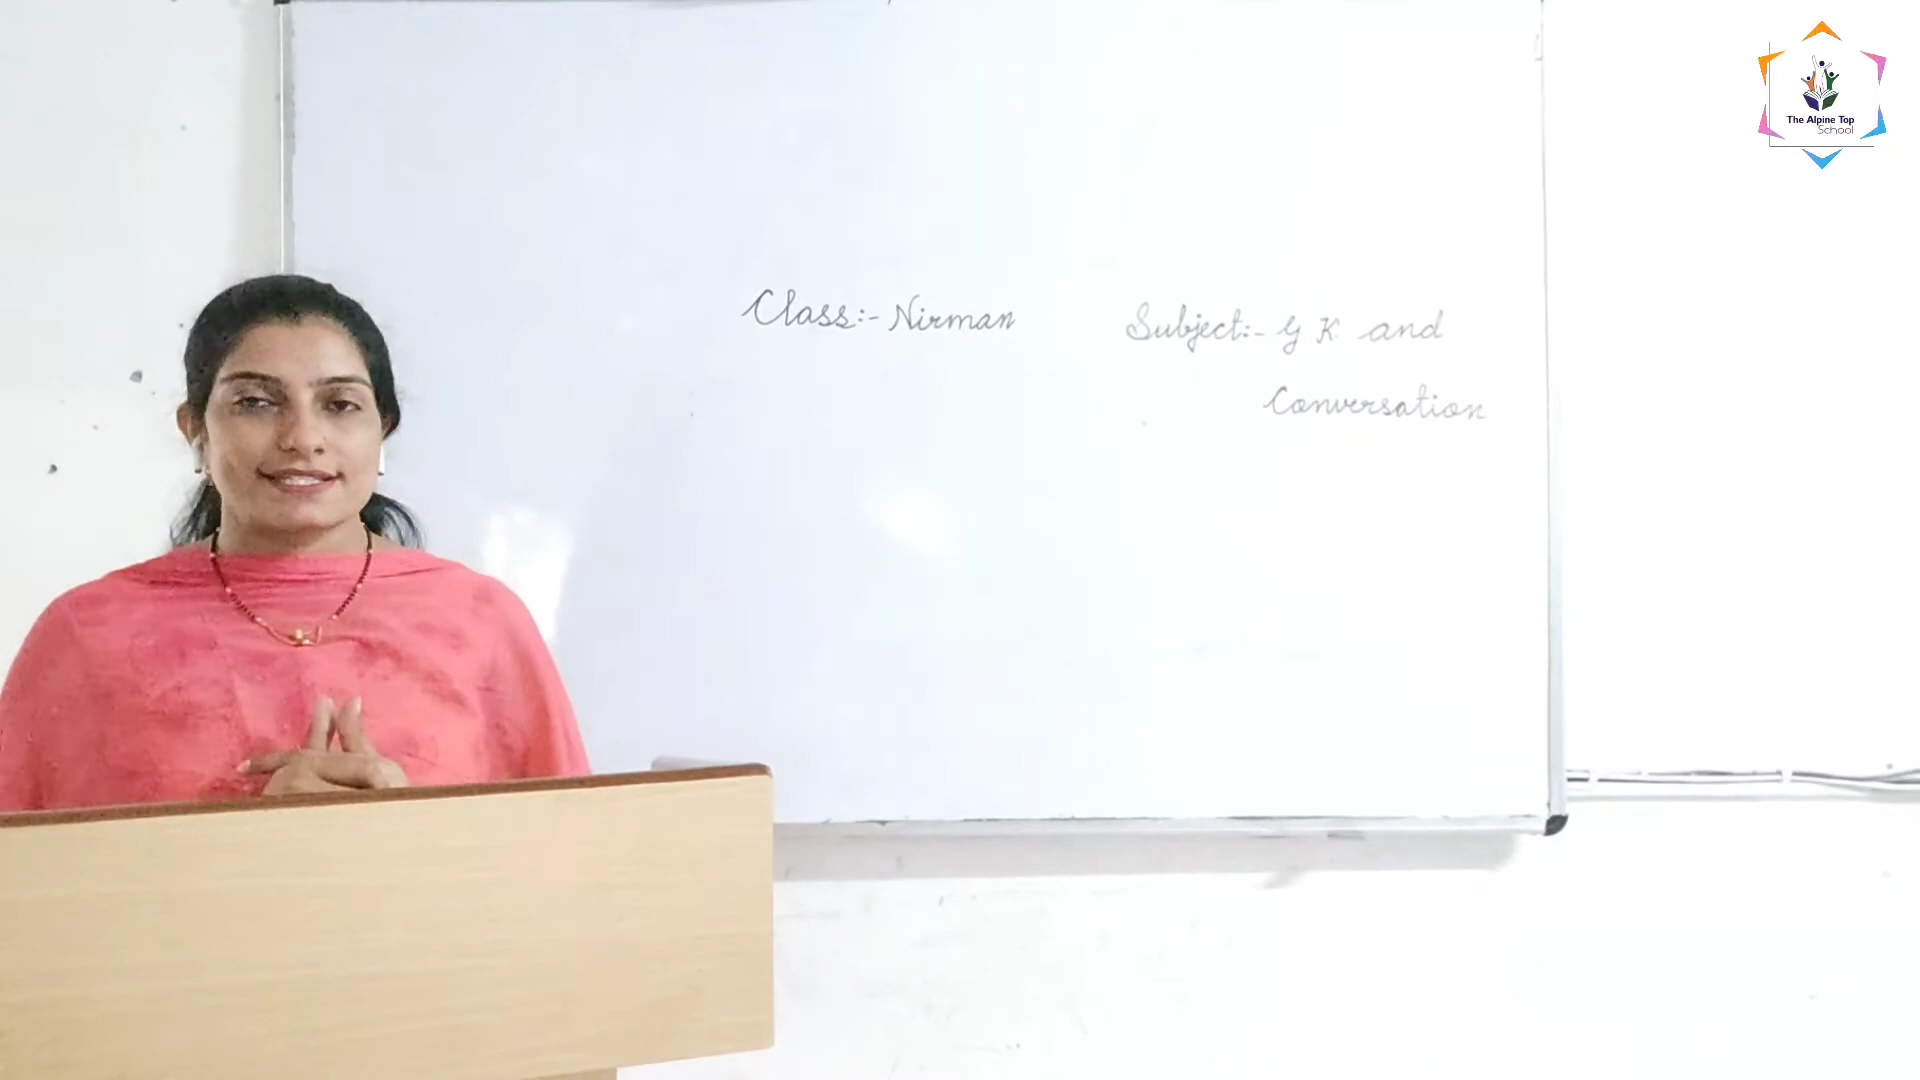 The Alpine Top
School
Class:- Nirman
Subject:- G K and
Conversation